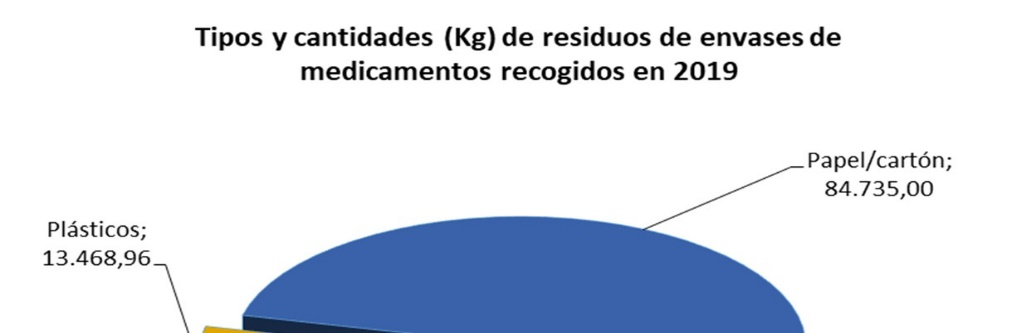 Tipos y cantidades (Kg) de residuos de envases de
medicamentos recogidos en 2019
Papel/cartón;
84.735,00
Plásticos;
13.468,96